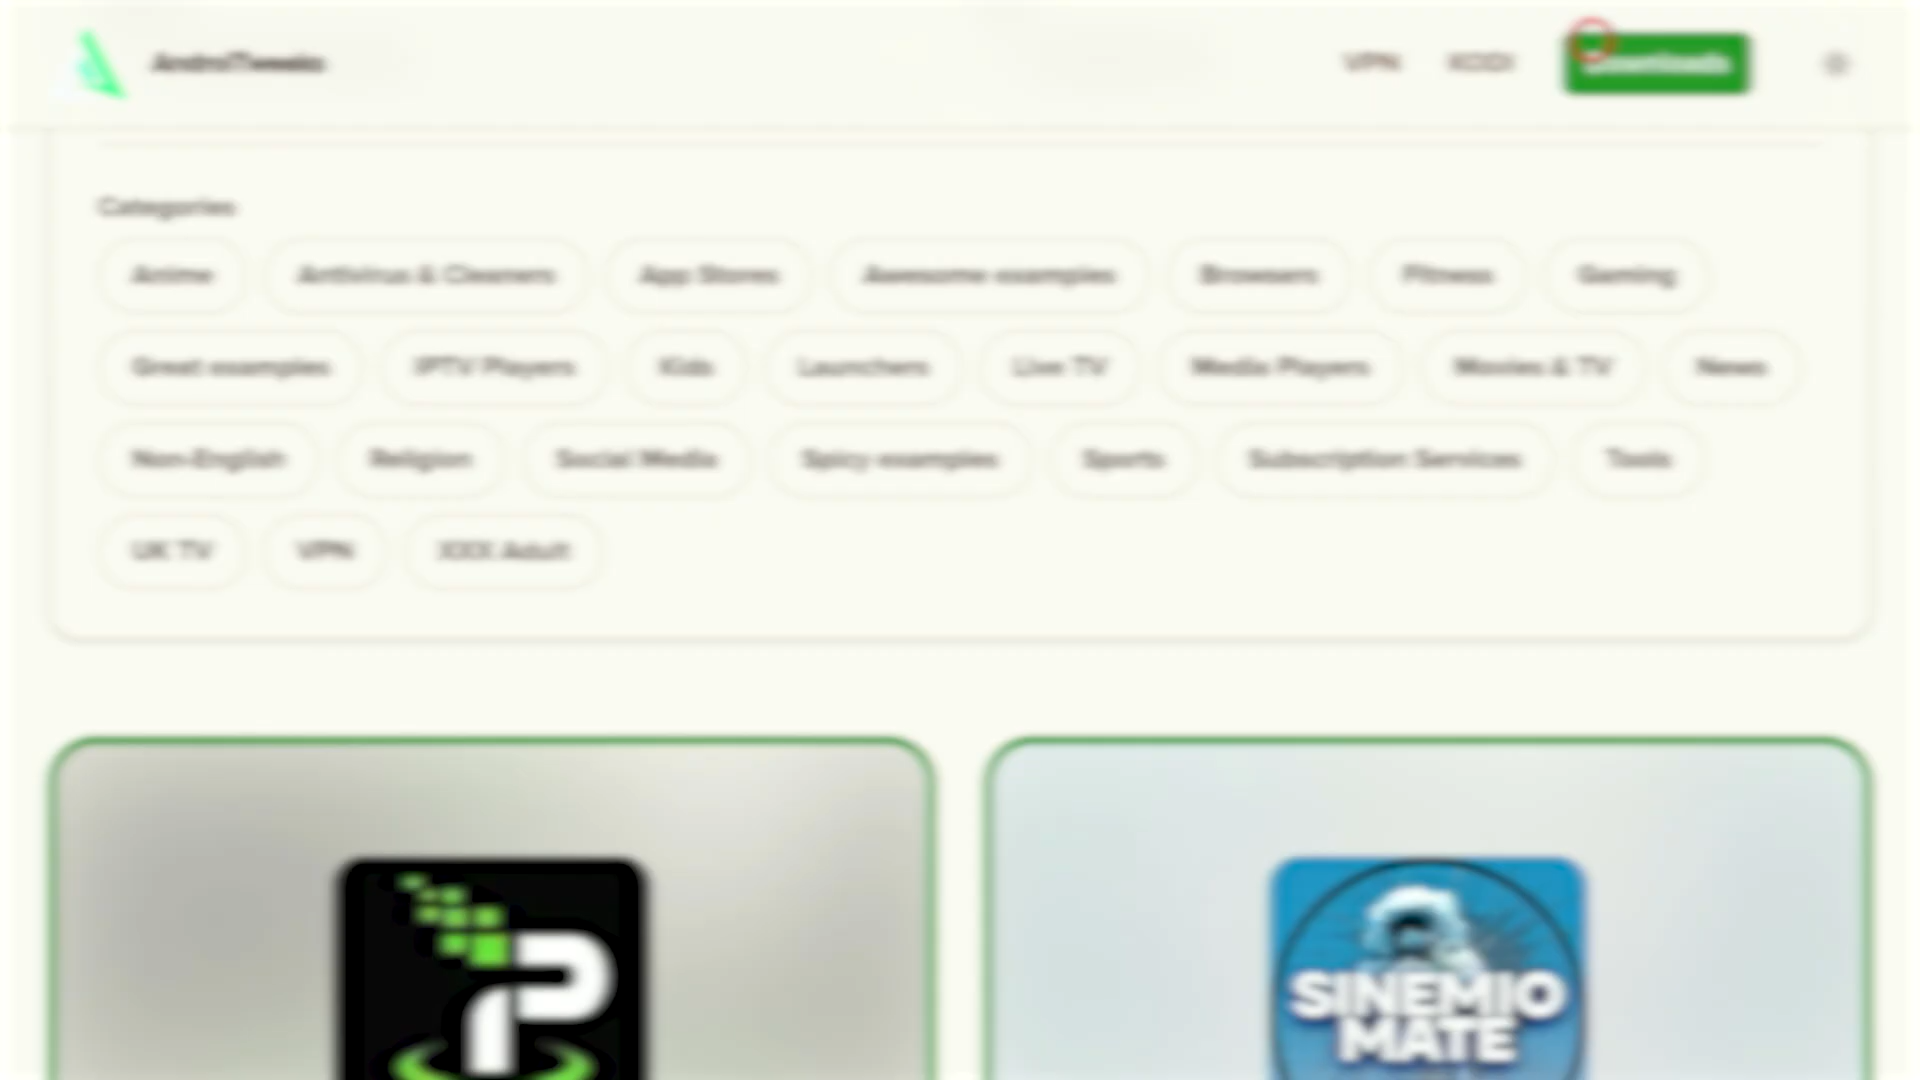 AndroTweaks
VPN
KODI
Downloads
Categories
Anime
Antivirus & Cleaners
App Stores
Awesome examples
Browsers
Fitness
Gaming
Great examples
IPTV Players
Kids
Launchers
Live TV
Media Players
Movies & TV
News
Non-English
Religion
Social Media
Spicy examples
Sports
Subscription Services
Tools
UK TV
VPN
XXX Adult
SINEMIO
MATE